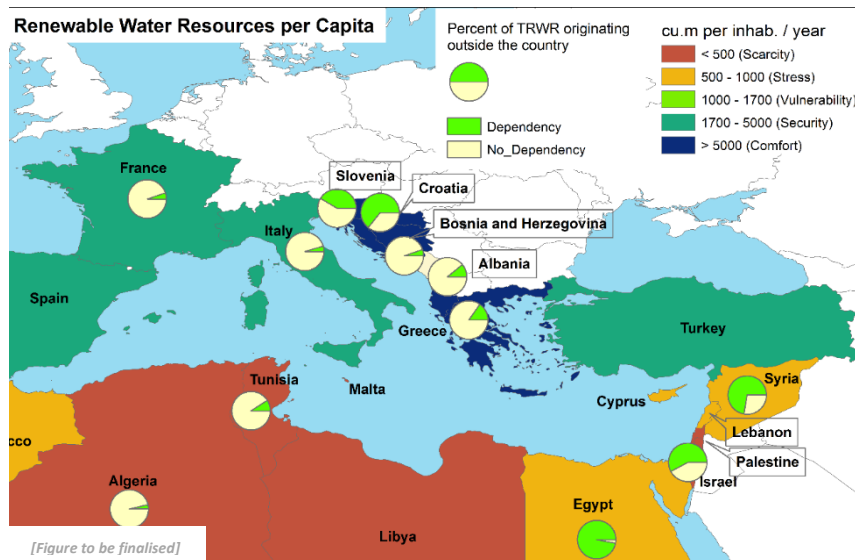 Renewable Water Resources per Capita
Percent of TRWR originating
outside the country
Dependency
No_Dependency
cu.m per inhab. / year
< 500 (Scarcity)
500 - 1000 (Stress)
1000 - 1700 (Vulnerability)
1700 - 5000 (Security)
> 5000 (Comfort)
France
Slovenia
Croatia
Bosnia and Herzegovina
Italy
Albania
Spain
Greece
Turkey
Tunisia
Malta
Cyprus
Syria
Lebanon
Palestine
Israel
cco
Algeria
Libya
Egypt
[Figure to be finalised]